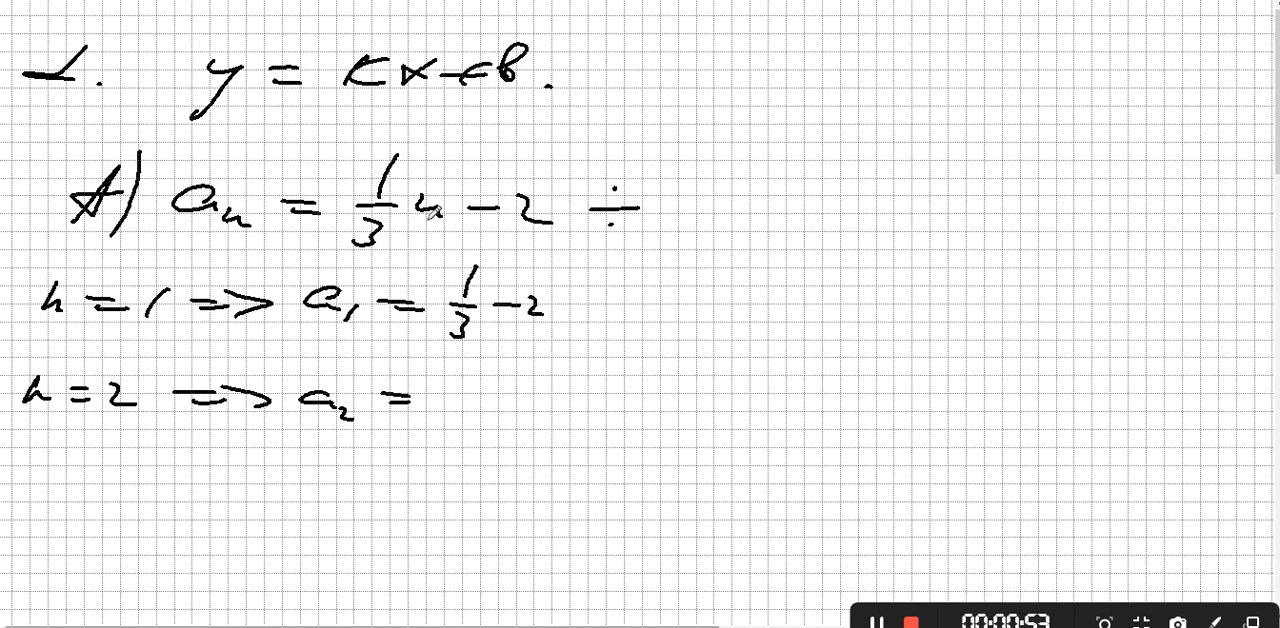 1. y = kx+b.
A) aₙ = 1/3 n - 2 ÷
n = 1 => a₁ = 1/3 - 2
n = 2 => a₂ =
00:00:53